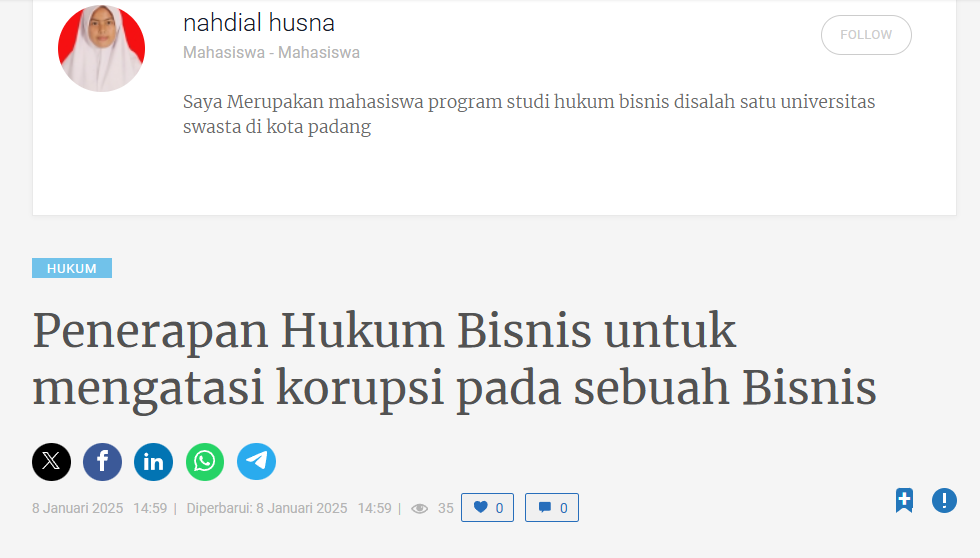 nahdial husna
Mahasiswa - Mahasiswa
FOLLOW
Saya Merupakan mahasiswa program studi hukum bisnis disalah satu universitas
swasta di kota padang
HUKUM
Penerapan Hukum Bisnis untuk
mengatasi korupsi pada sebuah Bisnis
8 Januari 2025 14:59 | Diperbarui: 8 Januari 2025 14:59 | 35 0 0